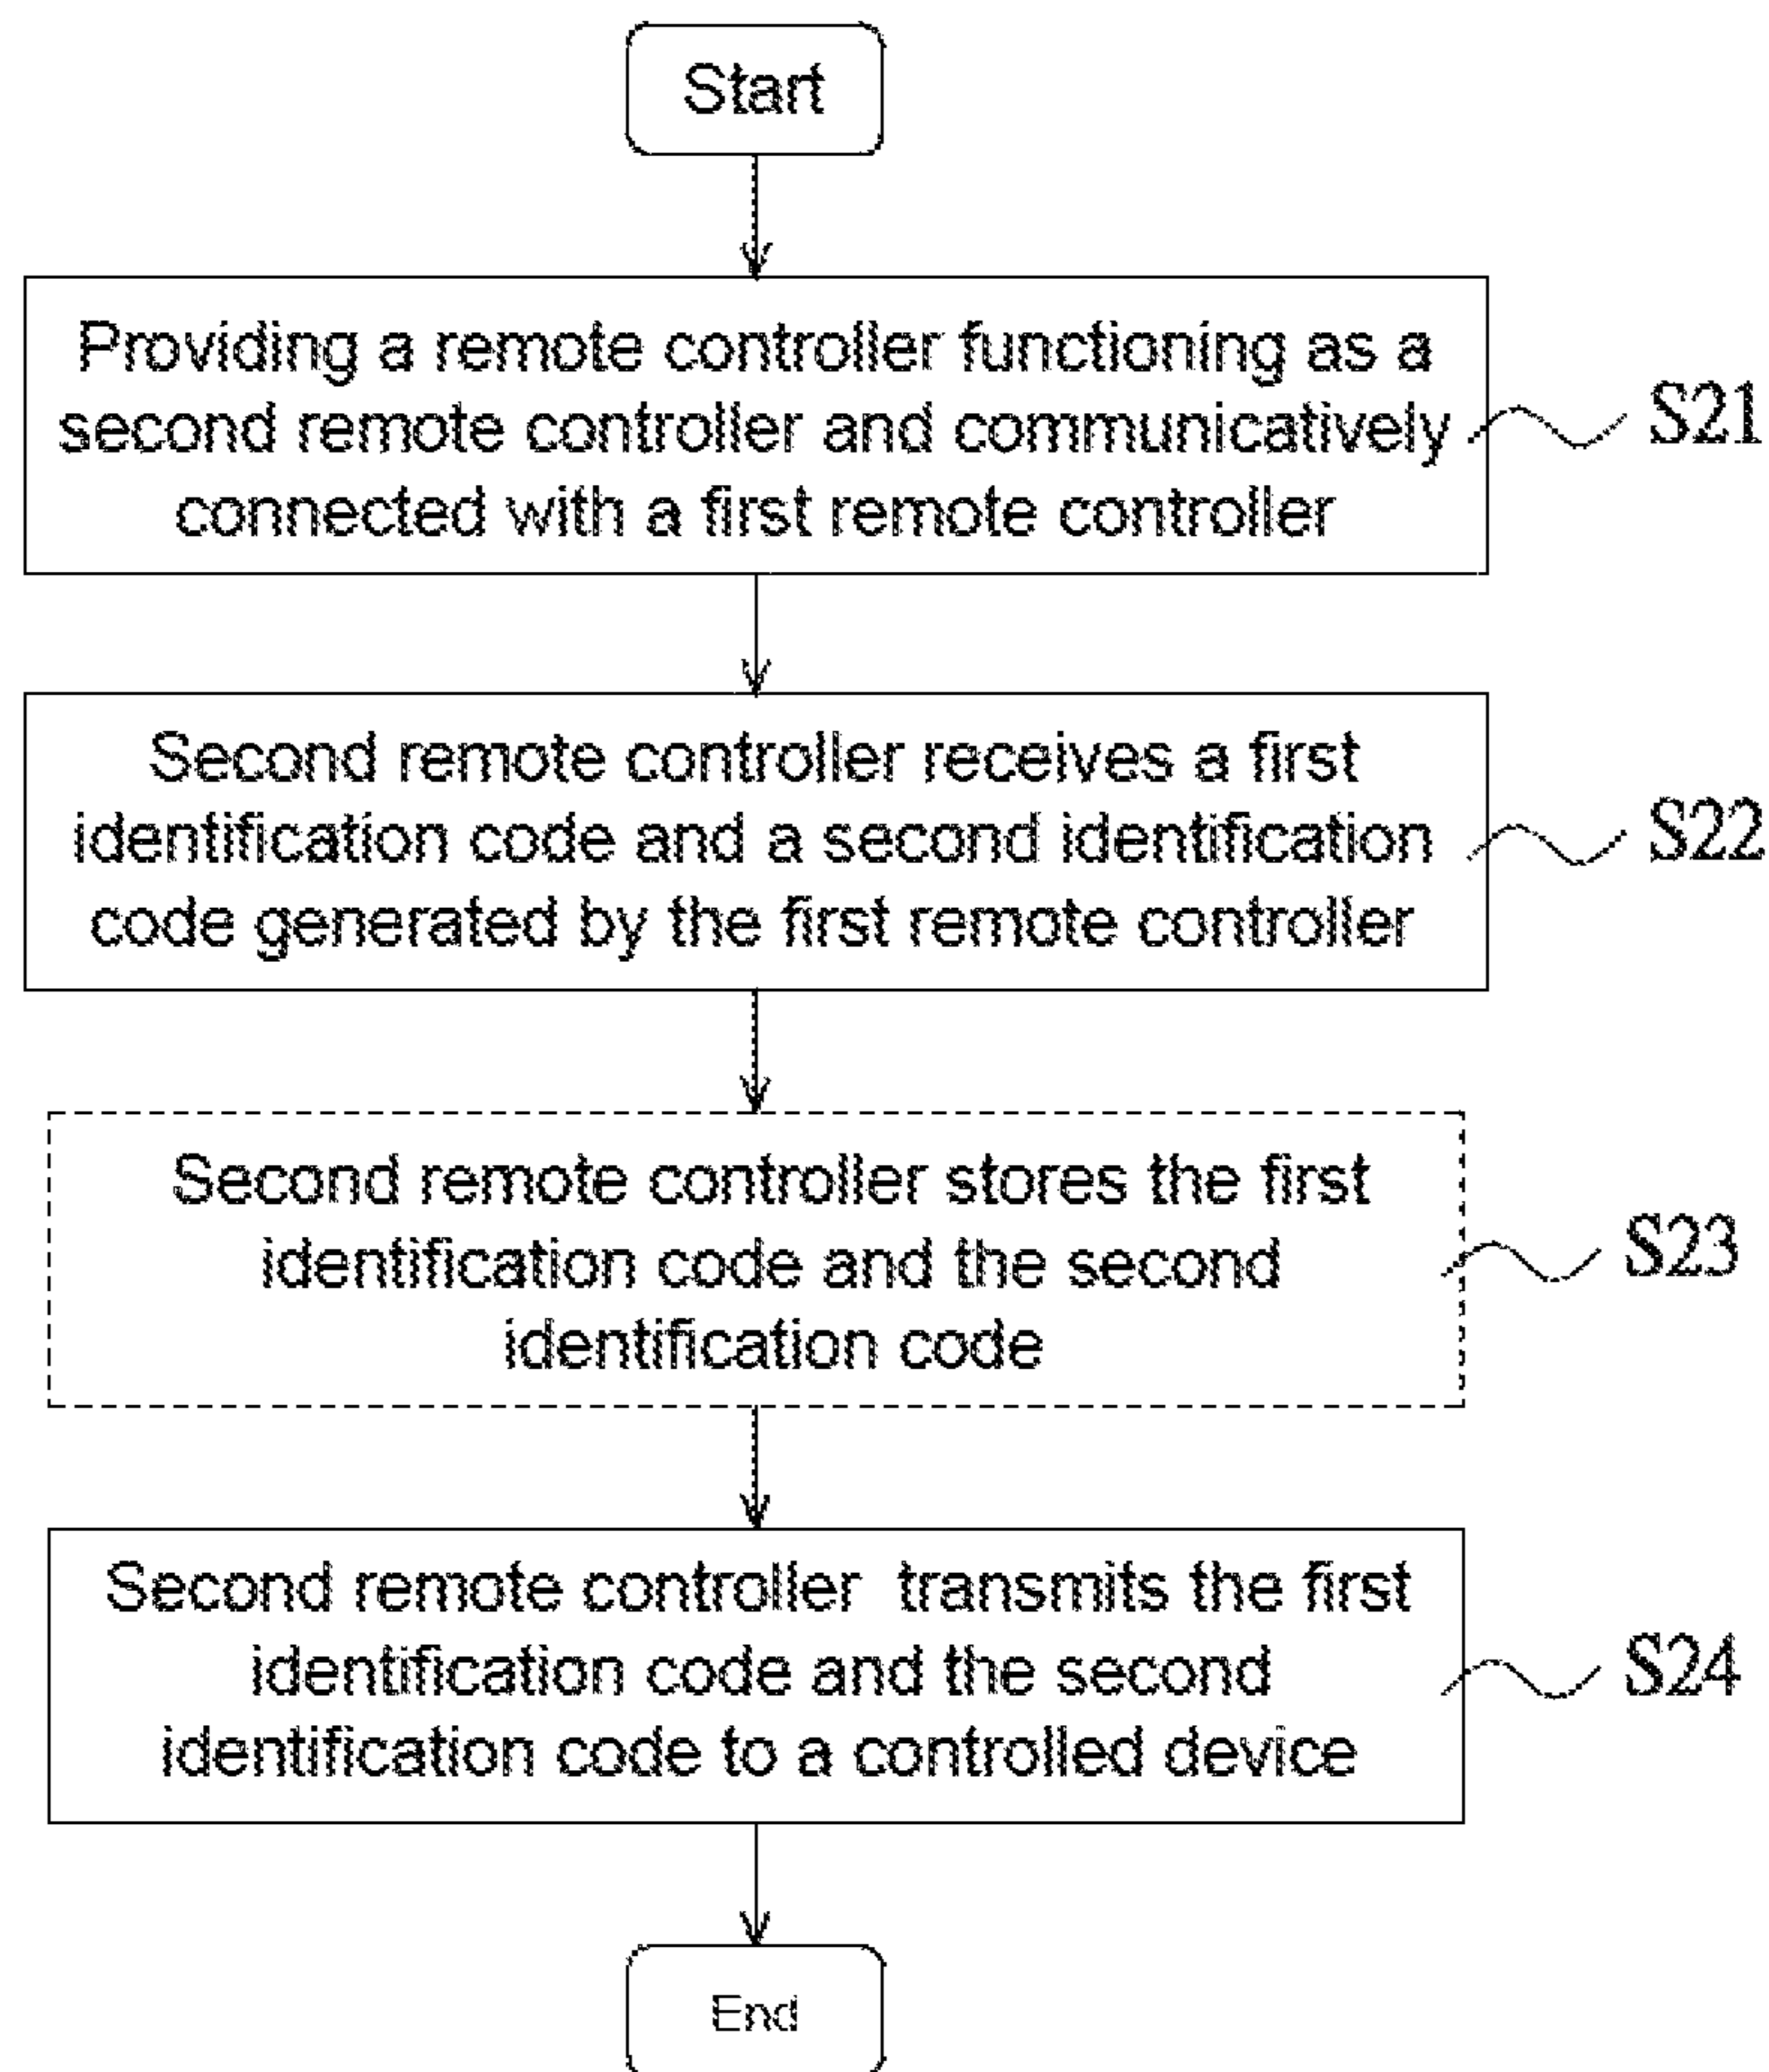 Start
Providing a remote controller functioning as a
second remote controller and communicatively
connected with a first remote controller
S21
Second remote controller receives a first
identification code and a second identification
code generated by the first remote controller
S22
Second remote controller stores the first
identification code and the second
identification code
S23
Second remote controller transmits the first
identification code and the second
identification code to a controlled device
S24
End